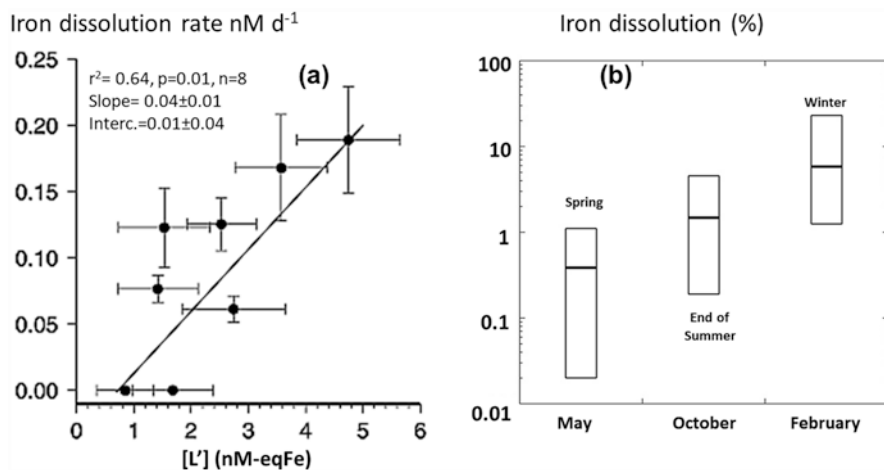 Iron dissolution rate nM d⁻¹
0.25
0.20
0.15
0.10
0.05
0.00
(a)
r²= 0.64, p=0.01, n=8
Slope= 0.04±0.01
Interc.=0.01±0.04
0 1 2 3 4 5 6
[L’] (nM-eqFe)
Iron dissolution (%)
100
10
1
0.1
0.01
(b)
Winter
Spring
End of
Summer
May October February